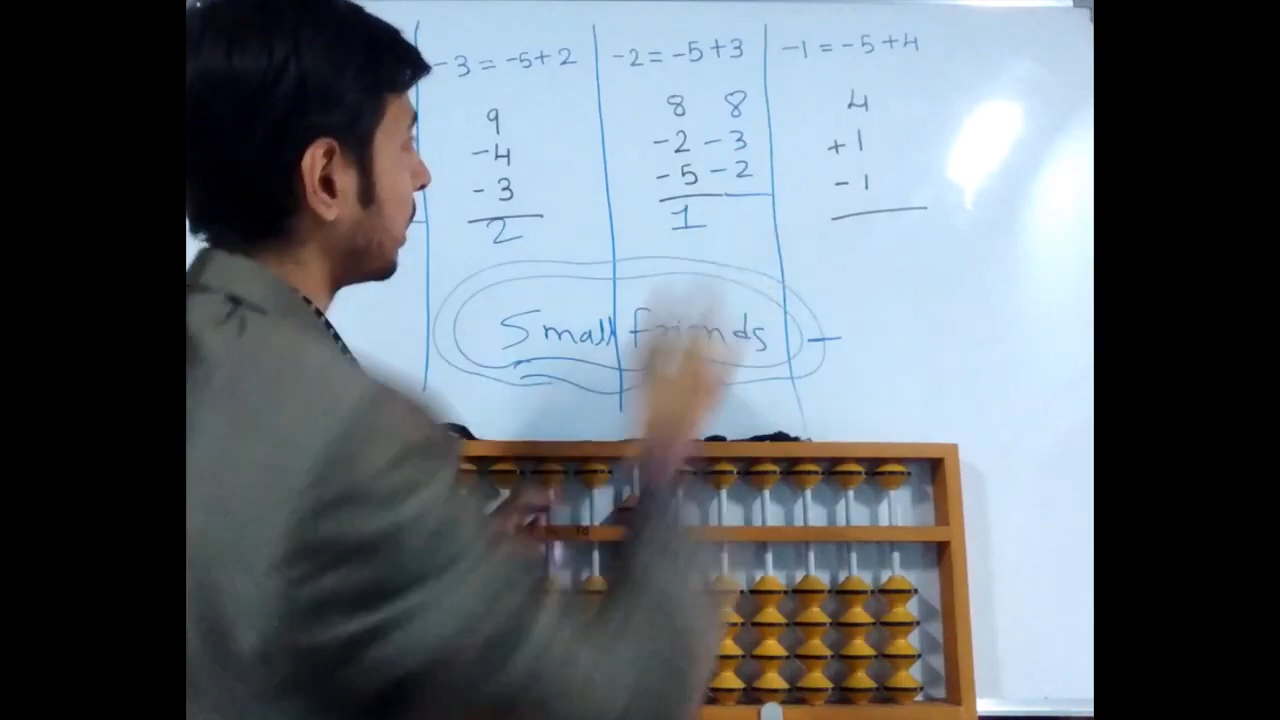 -3 = -5+2
9
-4
-3
2
-2 = -5+3
8 8
-2 -3
-5 -2
1
-1 = -5+4
4
+1
-1
Small friends